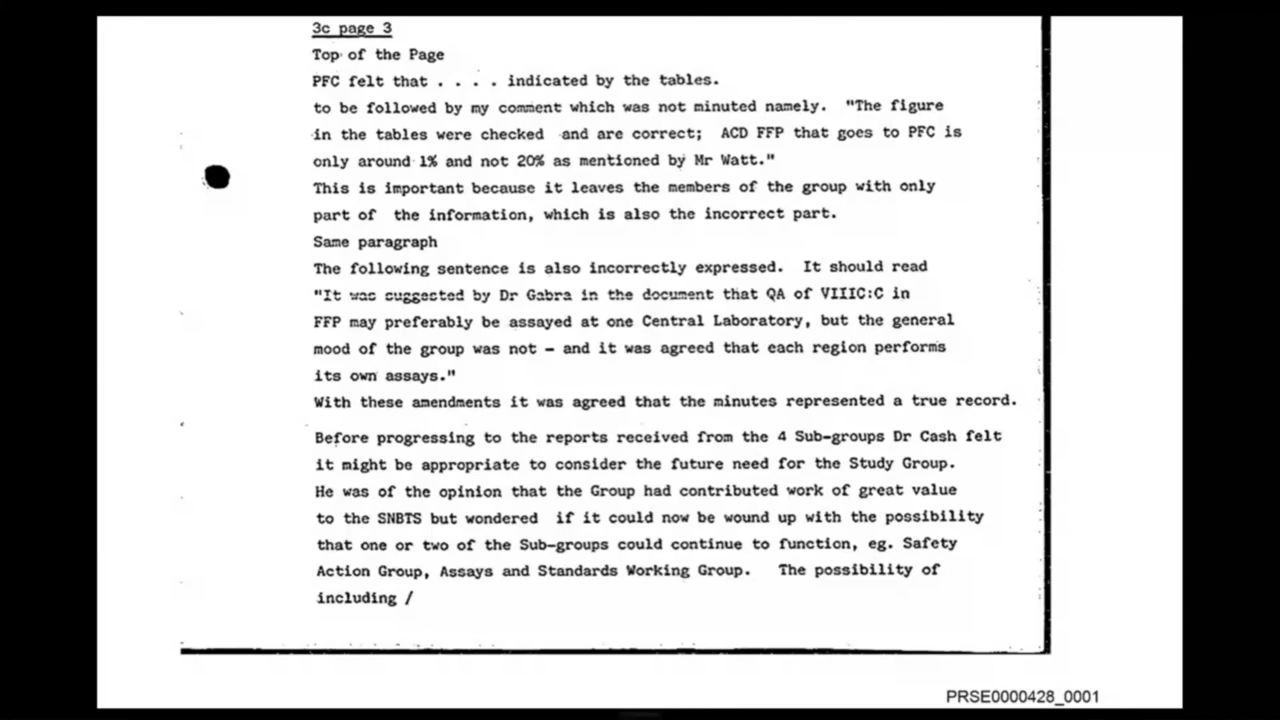 3c page 3
Top of the Page
PFC felt that . . . . indicated by the tables.
to be followed by my comment which was not minuted namely. "The figure
in the tables were checked and are correct; ACD FFP that goes to PFC is
only around 1% and not 20% as mentioned by Mr Watt."
This is important because it leaves the members of the group with only
part of the information, which is also the incorrect part.
Same paragraph
The following sentence is also incorrectly expressed. It should read
"It was suggested by Dr Gabra in the document that QA of VIIIC:C in
FFP may preferably be assayed at one Central Laboratory, but the general
mood of the group was not – and it was agreed that each region performs
its own assays."
With these amendments it was agreed that the minutes represented a true record.
Before progressing to the reports received from the 4 Sub-groups Dr Cash felt
it might be appropriate to consider the future need for the Study Group.
He was of the opinion that the Group had contributed work of great value
to the SNBTS but wondered if it could now be wound up with the possibility
that one or two of the Sub-groups could continue to function, eg. Safety
Action Group, Assays and Standards Working Group. The possibility of
including /
PRSE0000428_0001